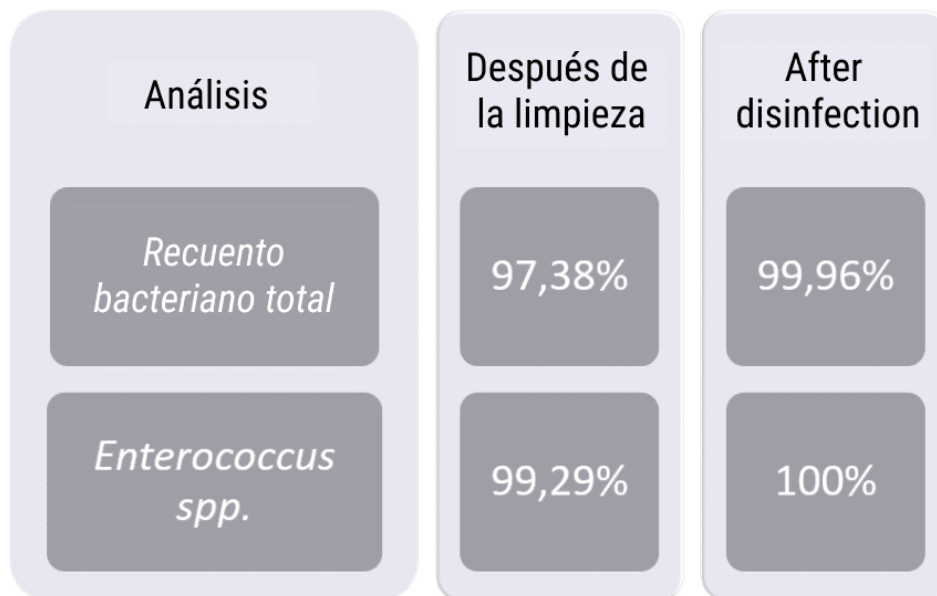 Análisis
Después de
la limpieza
After
disinfection
Recuento
bacteriano total
97,38%
99,96%
Enterococcus
spp.
99,29%
100%